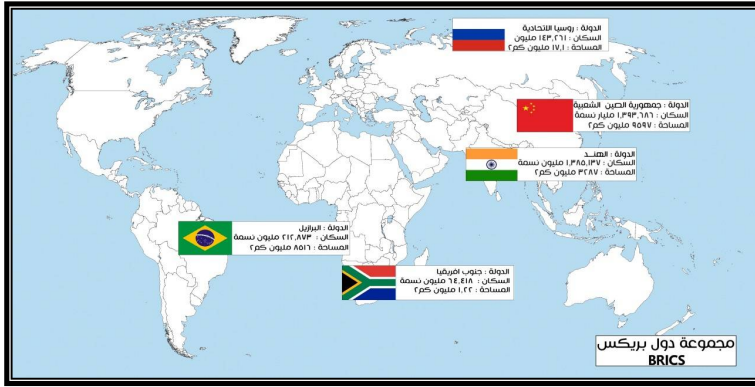 الدولة : روسيا الاتحادية
السكان : ١٤٣,٢٦١ مليون
المساحة : ١٧,١ مليون كم٢
الدولة : جمهورية الصين الشعبية
السكان : ١,٣٩٣,٦٨٦ مليار نسمة
المساحة : ٩٥٩٧ مليون كم٢
الدولة : الهنــد
السكان : ١,٣٨٥,١٣٧ مليون نسمة
المساحة : ٣٢٨٧ مليون كم٢
الدولة : البرازيل
السكان : ٢١٢,٨٧٣ مليون نسمة
المساحة : ٨٥١٦ مليون كم٢
الدولة : جنوب افريقيا
السكان : ٦٤,٤١٨ مليون نسمة
المساحة : ١,٢٢ مليون كم٢
مجموعة دول بريكس
BRICS